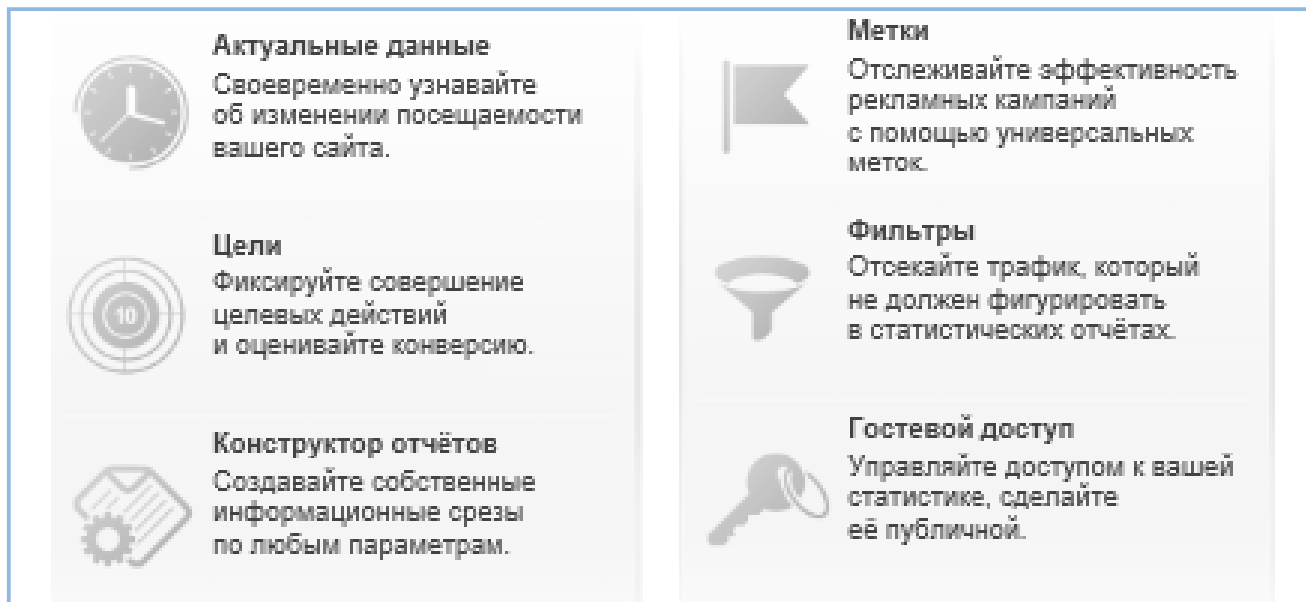 Актуальные данные
Своевременно узнавайте
об изменении посещаемости
вашего сайта.
Цели
Фиксируйте совершение
целевых действий
и оценивайте конверсию.
10
Конструктор отчётов
Создавайте собственные
информационные срезы
по любым параметрам.
Метки
Отслеживайте эффективность
рекламных кампаний
с помощью универсальных
меток.
Фильтры
Отсекайте трафик, который
не должен фигурировать
в статистических отчётах.
Гостевой доступ
Управляйте доступом к вашей
статистике, сделайте
её публичной.